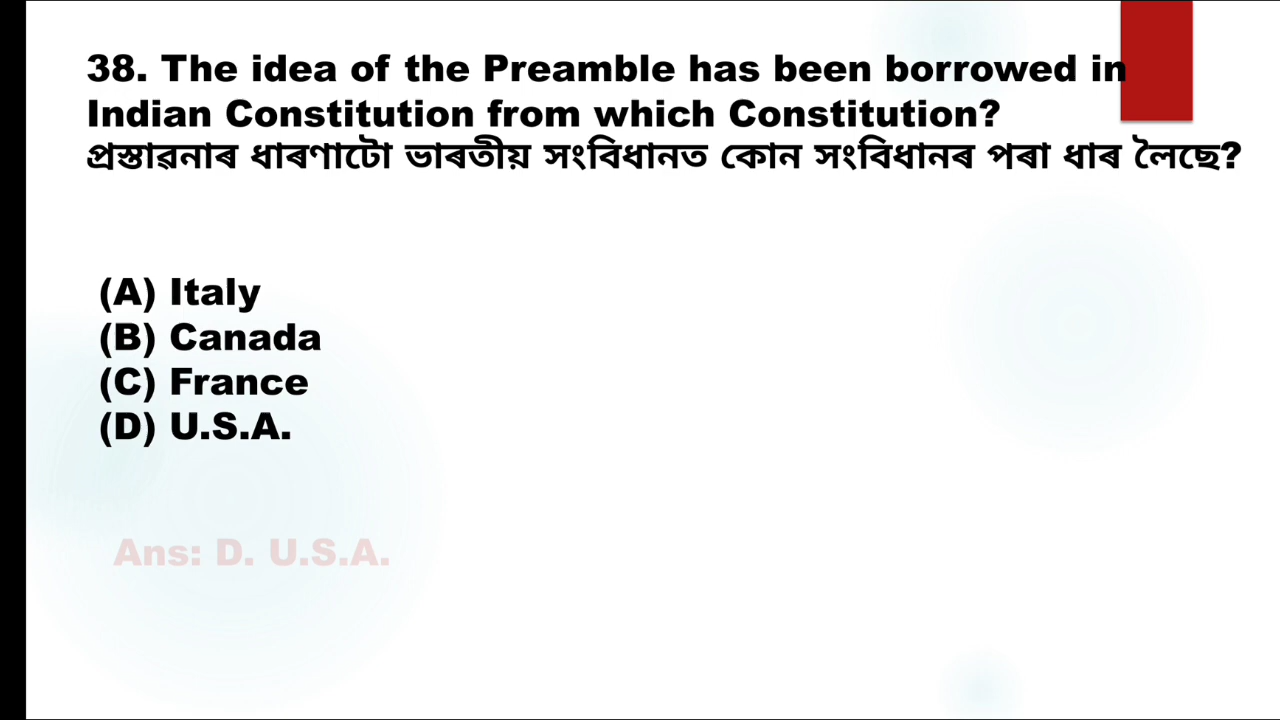 38. The idea of the Preamble has been borrowed in
Indian Constitution from which Constitution?
প্ৰস্তাৱনাৰ ধাৰণাটো ভাৰতীয় সংবিধানত কোন সংবিধানৰ পৰা ধাৰ লৈছে?
(A) Italy
(B) Canada
(C) France
(D) U.S.A.
Ans: D. U.S.A.